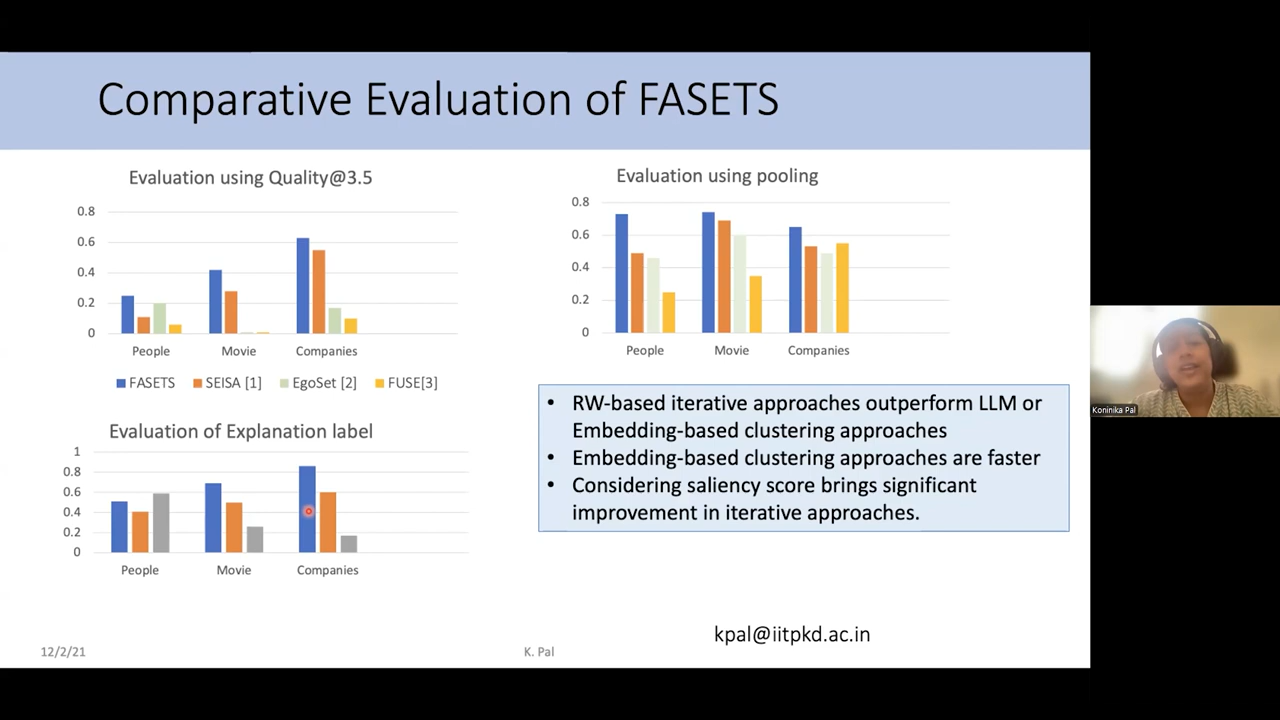 Comparative Evaluation of FASETS
Evaluation using Quality@3.5
0.8
0.6
0.4
0.2
0
People Movie Companies
FASETS SEISA [1] EgoSet [2] FUSE[3]
Evaluation using pooling
0.8
0.6
0.4
0.2
0
People Movie Companies
Evaluation of Explanation label
1
0.8
0.6
0.4
0.2
0
People Movie Companies
• RW-based iterative approaches outperform LLM or
Embedding-based clustering approaches
• Embedding-based clustering approaches are faster
• Considering saliency score brings significant
improvement in iterative approaches.
kpal@iitpkd.ac.in
12/2/21
K. Pal
Koninika Pal